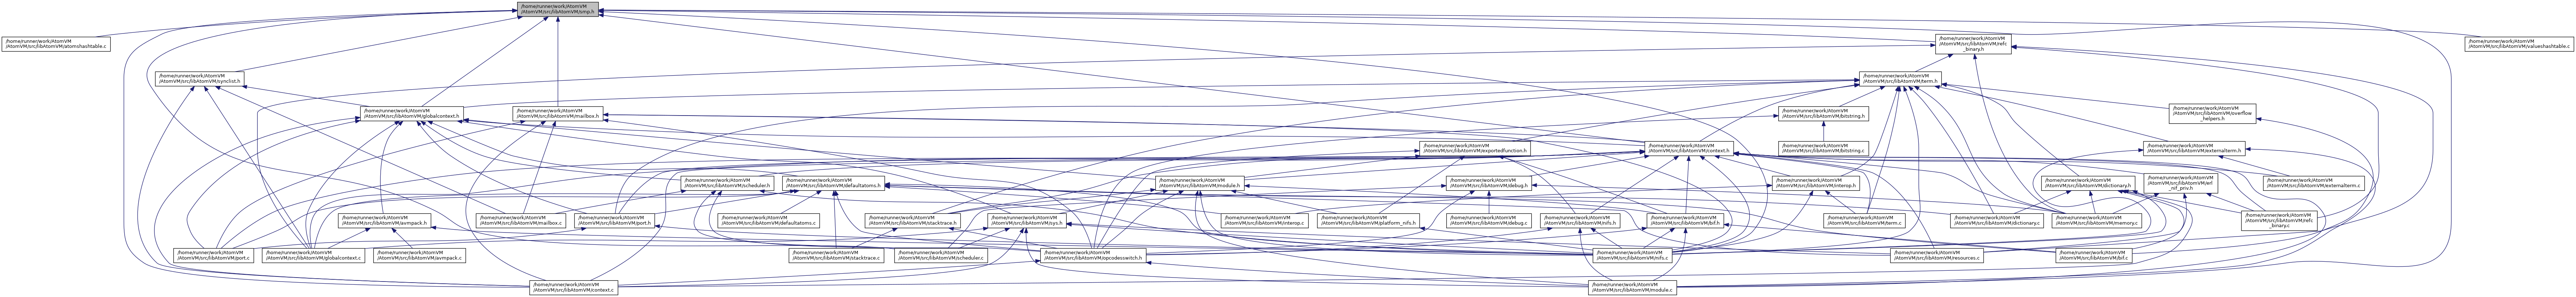 /home/runner/work/AtomVM
/AtomVM/src/libAtomVM/smp.h
/home/runner/work/AtomVM
/AtomVM/src/libAtomVM/atomshashtable.c
/home/runner/work/AtomVM
/AtomVM/src/libAtomVM/refc
_binary.h
/home/runner/work/AtomVM
/AtomVM/src/libAtomVM/valueshashtable.c
/home/runner/work/AtomVM
/AtomVM/src/libAtomVM/synclist.h
/home/runner/work/AtomVM
/AtomVM/src/libAtomVM/term.h
/home/runner/work/AtomVM
/AtomVM/src/libAtomVM/globalcontext.h
/home/runner/work/AtomVM
/AtomVM/src/libAtomVM/mailbox.h
/home/runner/work/AtomVM
/AtomVM/src/libAtomVM/bitstring.h
/home/runner/work/AtomVM
/AtomVM/src/libAtomVM/overflow
_helpers.h
/home/runner/work/AtomVM
/AtomVM/src/libAtomVM/exportedfunction.h
/home/runner/work/AtomVM
/AtomVM/src/libAtomVM/context.h
/home/runner/work/AtomVM
/AtomVM/src/libAtomVM/bitstring.c
/home/runner/work/AtomVM
/AtomVM/src/libAtomVM/externalterm.h
/home/runner/work/AtomVM
/AtomVM/src/libAtomVM/scheduler.h
/home/runner/work/AtomVM
/AtomVM/src/libAtomVM/defaultatoms.h
/home/runner/work/AtomVM
/AtomVM/src/libAtomVM/module.h
/home/runner/work/AtomVM
/AtomVM/src/libAtomVM/debug.h
/home/runner/work/AtomVM
/AtomVM/src/libAtomVM/interop.h
/home/runner/work/AtomVM
/AtomVM/src/libAtomVM/dictionary.h
/home/runner/work/AtomVM
/AtomVM/src/libAtomVM/erl
_nif_priv.h
/home/runner/work/AtomVM
/AtomVM/src/libAtomVM/externalterm.c
/home/runner/work/AtomVM
/AtomVM/src/libAtomVM/avmpack.h
/home/runner/work/AtomVM
/AtomVM/src/libAtomVM/mailbox.c
/home/runner/work/AtomVM
/AtomVM/src/libAtomVM/port.h
/home/runner/work/AtomVM
/AtomVM/src/libAtomVM/defaultatoms.c
/home/runner/work/AtomVM
/AtomVM/src/libAtomVM/stacktrace.h
/home/runner/work/AtomVM
/AtomVM/src/libAtomVM/sys.h
/home/runner/work/AtomVM
/AtomVM/src/libAtomVM/interop.c
/home/runner/work/AtomVM
/AtomVM/src/libAtomVM/platform_nifs.h
/home/runner/work/AtomVM
/AtomVM/src/libAtomVM/debug.c
/home/runner/work/AtomVM
/AtomVM/src/libAtomVM/nifs.h
/home/runner/work/AtomVM
/AtomVM/src/libAtomVM/bif.h
/home/runner/work/AtomVM
/AtomVM/src/libAtomVM/term.c
/home/runner/work/AtomVM
/AtomVM/src/libAtomVM/dictionary.c
/home/runner/work/AtomVM
/AtomVM/src/libAtomVM/memory.c
/home/runner/work/AtomVM
/AtomVM/src/libAtomVM/refc
_binary.c
/home/runner/work/AtomVM
/AtomVM/src/libAtomVM/port.c
/home/runner/work/AtomVM
/AtomVM/src/libAtomVM/globalcontext.c
/home/runner/work/AtomVM
/AtomVM/src/libAtomVM/avmpack.c
/home/runner/work/AtomVM
/AtomVM/src/libAtomVM/stacktrace.c
/home/runner/work/AtomVM
/AtomVM/src/libAtomVM/scheduler.c
/home/runner/work/AtomVM
/AtomVM/src/libAtomVM/opcodesswitch.h
/home/runner/work/AtomVM
/AtomVM/src/libAtomVM/nifs.c
/home/runner/work/AtomVM
/AtomVM/src/libAtomVM/resources.c
/home/runner/work/AtomVM
/AtomVM/src/libAtomVM/bif.c
/home/runner/work/AtomVM
/AtomVM/src/libAtomVM/context.c
/home/runner/work/AtomVM
/AtomVM/src/libAtomVM/module.c